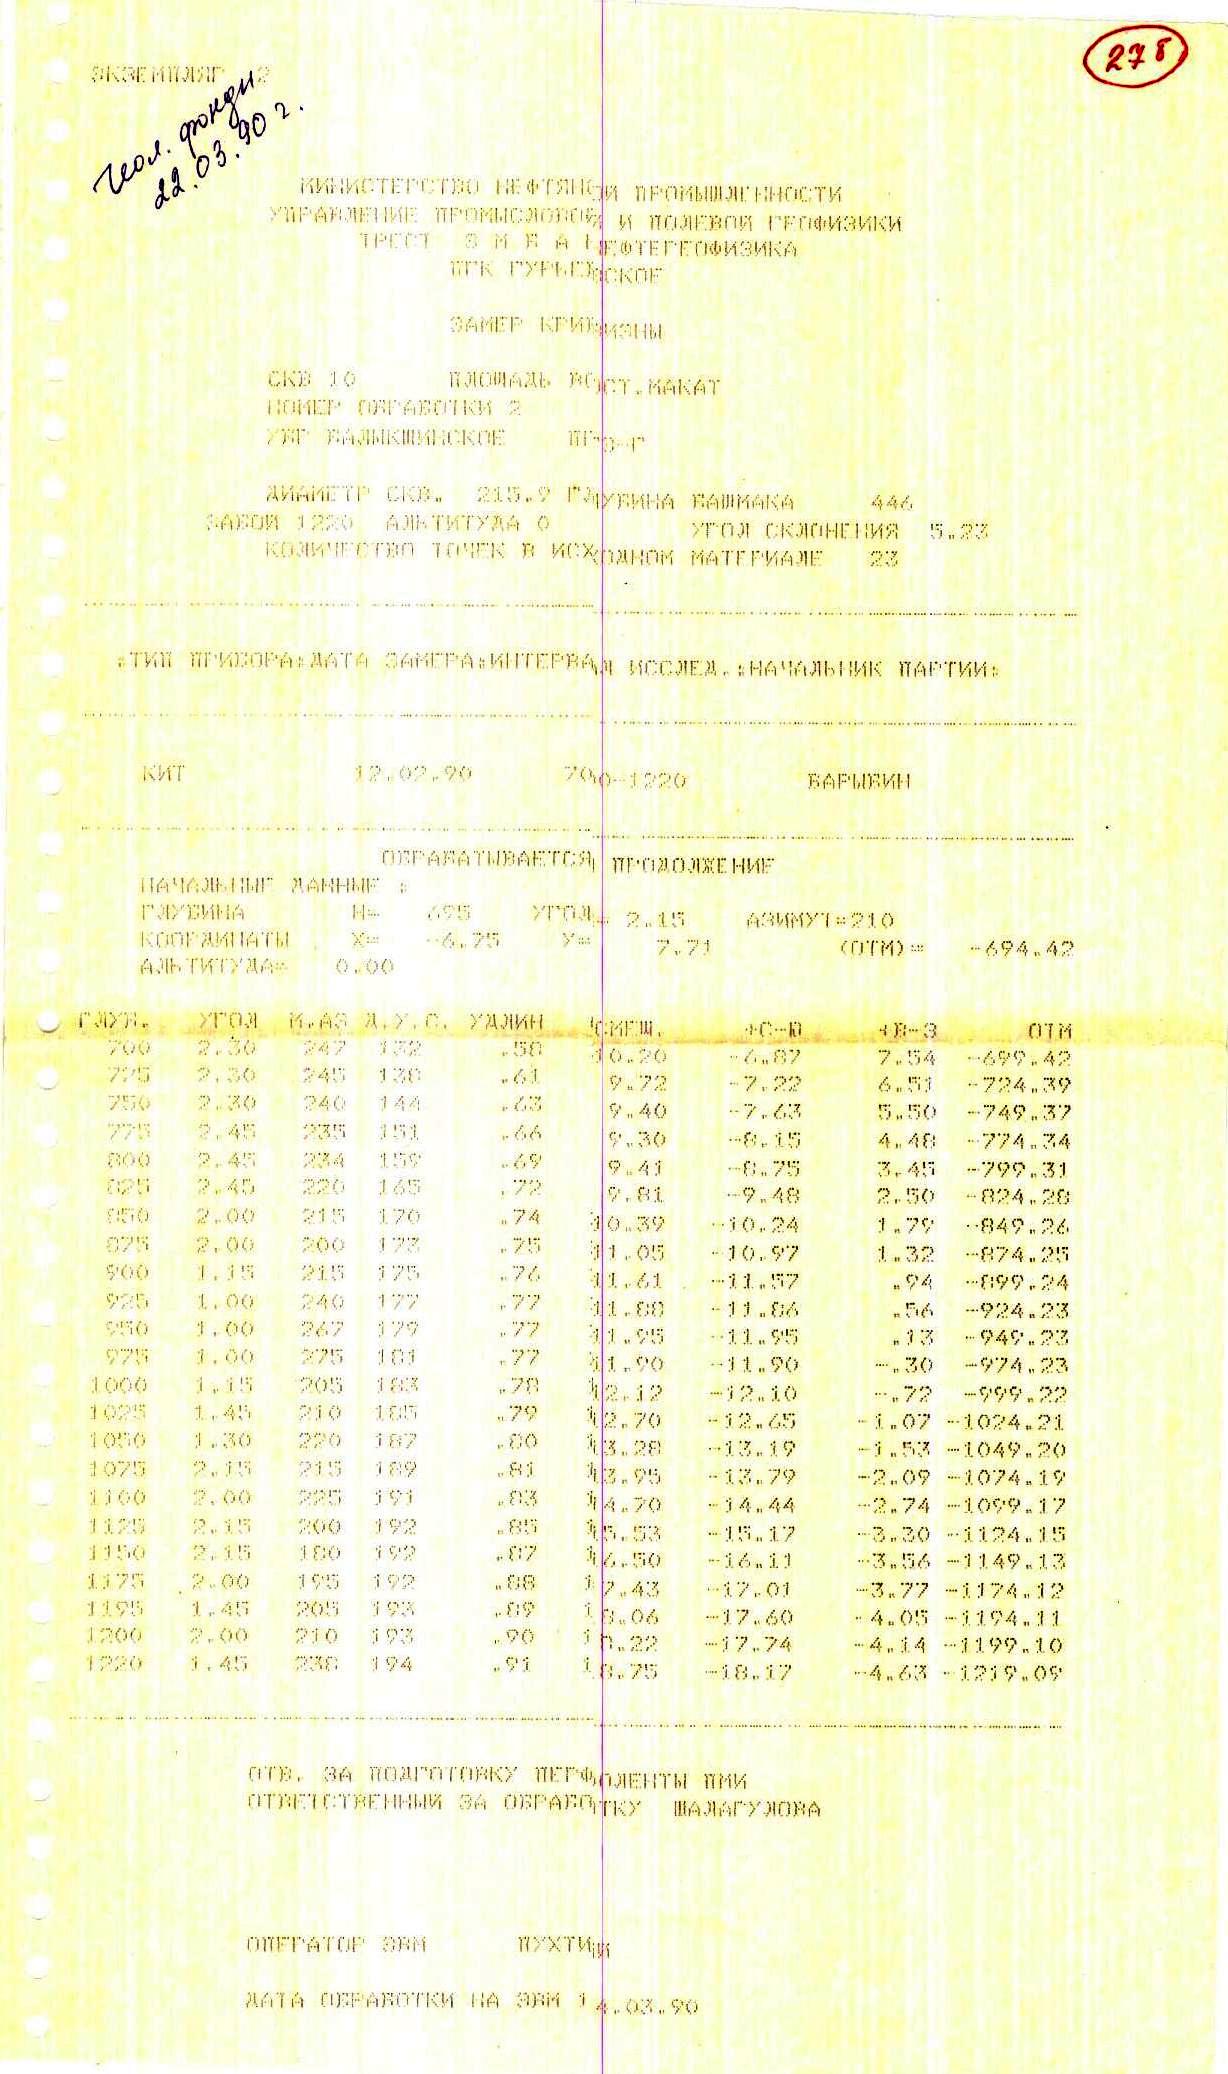 278
ЭКЗЕМПЛЯР 2
геол. фонды
22.03.90 г.
МИНИСТЕРСТВО НЕФТЯНОЙ ПРОМЫШЛЕННОСТИ
УПРАВЛЕНИЕ ПРОМЫСЛОВОЙ И ПОЛЕВОЙ ГЕОФИЗИКИ
ТРЕСТ Э М Б А НЕФТЕГЕОФИЗИКА
ПГК ГУРЬЕВСКОЕ
ЗАМЕР КРИВИЗНЫ
СКВ 10 ПЛОЩАДЬ ВОСТ.МАКАТ
НОМЕР ОБРАБОТКИ 2
УБР БАЛЫКШИНСКОЕ
ДИАМЕТР СКВ. 215.9 ГЛУБИНА БАШМАКА 446
ЗАБОЙ 1220 АЛЬТИТУДА 0 УГОЛ СКЛОНЕНИЯ 5.23
КОЛИЧЕСТВО ТОЧЕК В ИСХОДНОМ МАТЕРИАЛЕ 23
:ТИП ПРИБОРА:ДАТА ЗАМЕРА:ИНТЕРВАЛ ИССЛЕД.:НАЧАЛЬНИК ПАРТИИ:
КИТ 12.02.90 700-1220 БАРЫБИН
ОБРАБАТЫВАЕТСЯ ПРОДОЛЖЕНИЕ
НАЧАЛЬНЫЕ ДАННЫЕ :
ГЛУБИНА Н= 695 УГОЛ= 2.15 АЗИМУТ=210
КООРДИНАТЫ X= -6.75 Y= 7.71 (ОТМ)= -694.42
АЛЬТИТУДА= 0.00
ГЛУБ. УГОЛ М.АЗ Д.У.С. УДЛИН СМЕЩ. +С-Ю +В-З ОТМ
700 2.30 247 132 .58 10.20 -6.87 7.54 -699.42
725 2.30 245 138 .61 9.72 -7.22 6.51 -724.39
750 2.30 240 144 .63 9.40 -7.63 5.50 -749.37
775 2.45 235 151 .66 9.30 -8.15 4.48 -774.34
800 2.45 234 159 .69 9.41 -8.75 3.45 -799.31
825 2.45 220 165 .72 9.81 -9.48 2.50 -824.28
850 2.00 215 170 .74 10.39 -10.24 1.79 -849.26
875 2.00 200 173 .75 11.05 -10.97 1.32 -874.25
900 1.15 215 175 .76 11.61 -11.57 .94 -899.24
925 1.00 240 177 .77 11.88 -11.86 .56 -924.23
950 1.00 267 179 .77 11.95 -11.95 .13 -949.23
975 1.00 275 181 .77 11.90 -11.90 -.30 -974.23
1000 1.15 205 183 .78 12.12 -12.10 -.72 -999.22
1025 1.45 210 185 .79 12.70 -12.65 -1.07 -1024.21
1050 1.30 220 187 .80 13.28 -13.19 -1.53 -1049.20
1075 2.15 215 189 .81 13.95 -13.79 -2.09 -1074.19
1100 2.00 225 191 .83 14.70 -14.44 -2.74 -1099.17
1125 2.15 200 192 .85 15.53 -15.17 -3.30 -1124.15
1150 2.15 180 192 .87 16.50 -16.11 -3.56 -1149.13
1175 2.00 195 192 .88 17.43 -17.01 -3.77 -1174.12
1195 1.45 205 193 .89 18.06 -17.60 -4.05 -1194.11
1200 2.00 210 193 .90 18.22 -17.74 -4.14 -1199.10
1220 1.45 238 194 .91 18.75 -18.17 -4.63 -1219.09
ОТВ. ЗА ПОДГОТОВКУ ПЕРФОЛЕНТЫ ПМИ
ОТВЕТСТВЕННЫЙ ЗА ОБРАБОТКУ ШАЛАГУЛОВА
ОПЕРАТОР ЭВМ ПУХТИЙ
ДАТА ОБРАБОТКИ НА ЭВМ 14.03.90